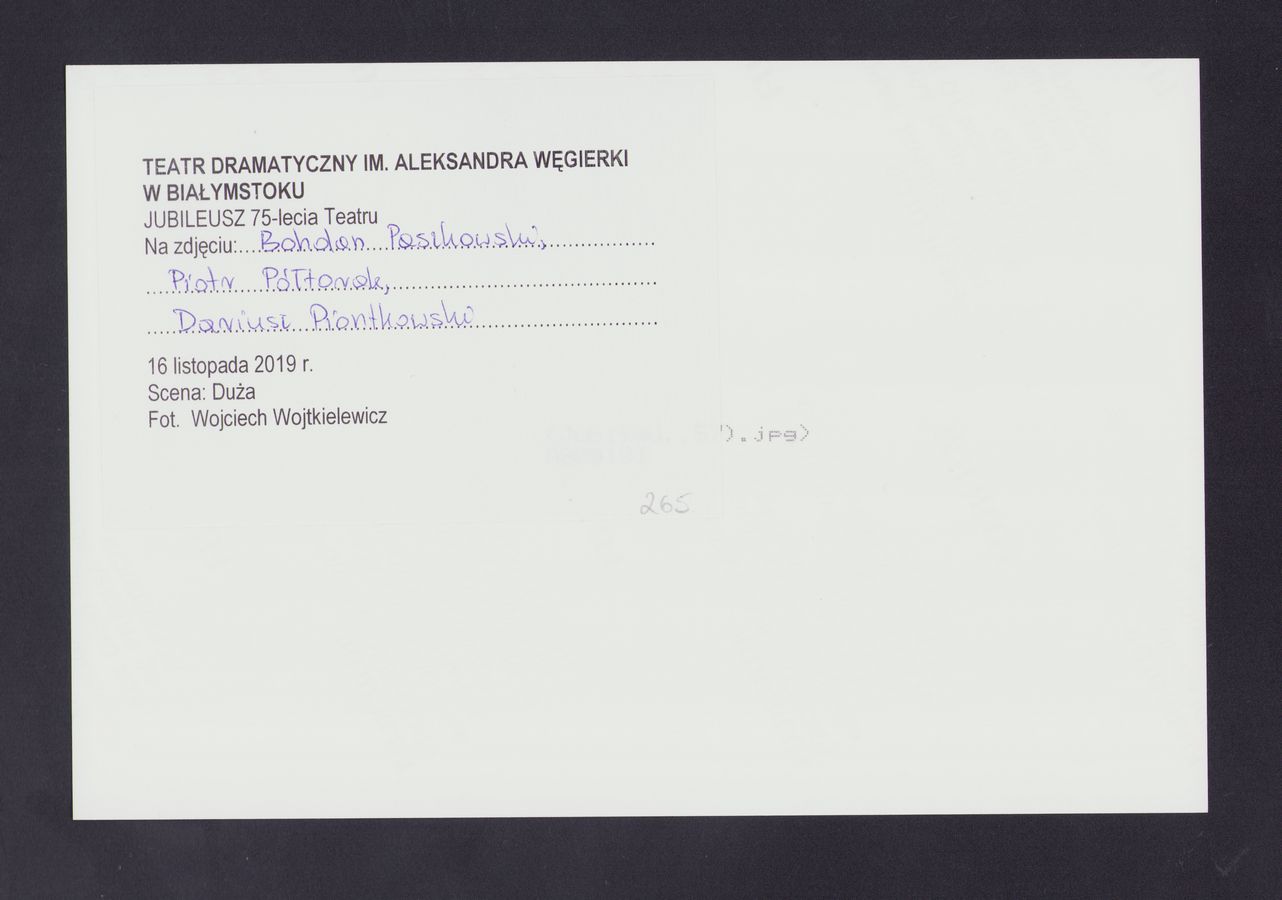 TEATR DRAMATYCZNY IM. ALEKSANDRA WĘGIERKI
W BIAŁYMSTOKU
JUBILEUSZ 75-lecia Teatru
Na zdjęciu: Bohdan Paszkowski,
Piotr Półtorak,
Dariusz Piontkowski
16 listopada 2019 r.
Scena: Duża
Fot. Wojciech Wojtkielewicz
).jpg)
265